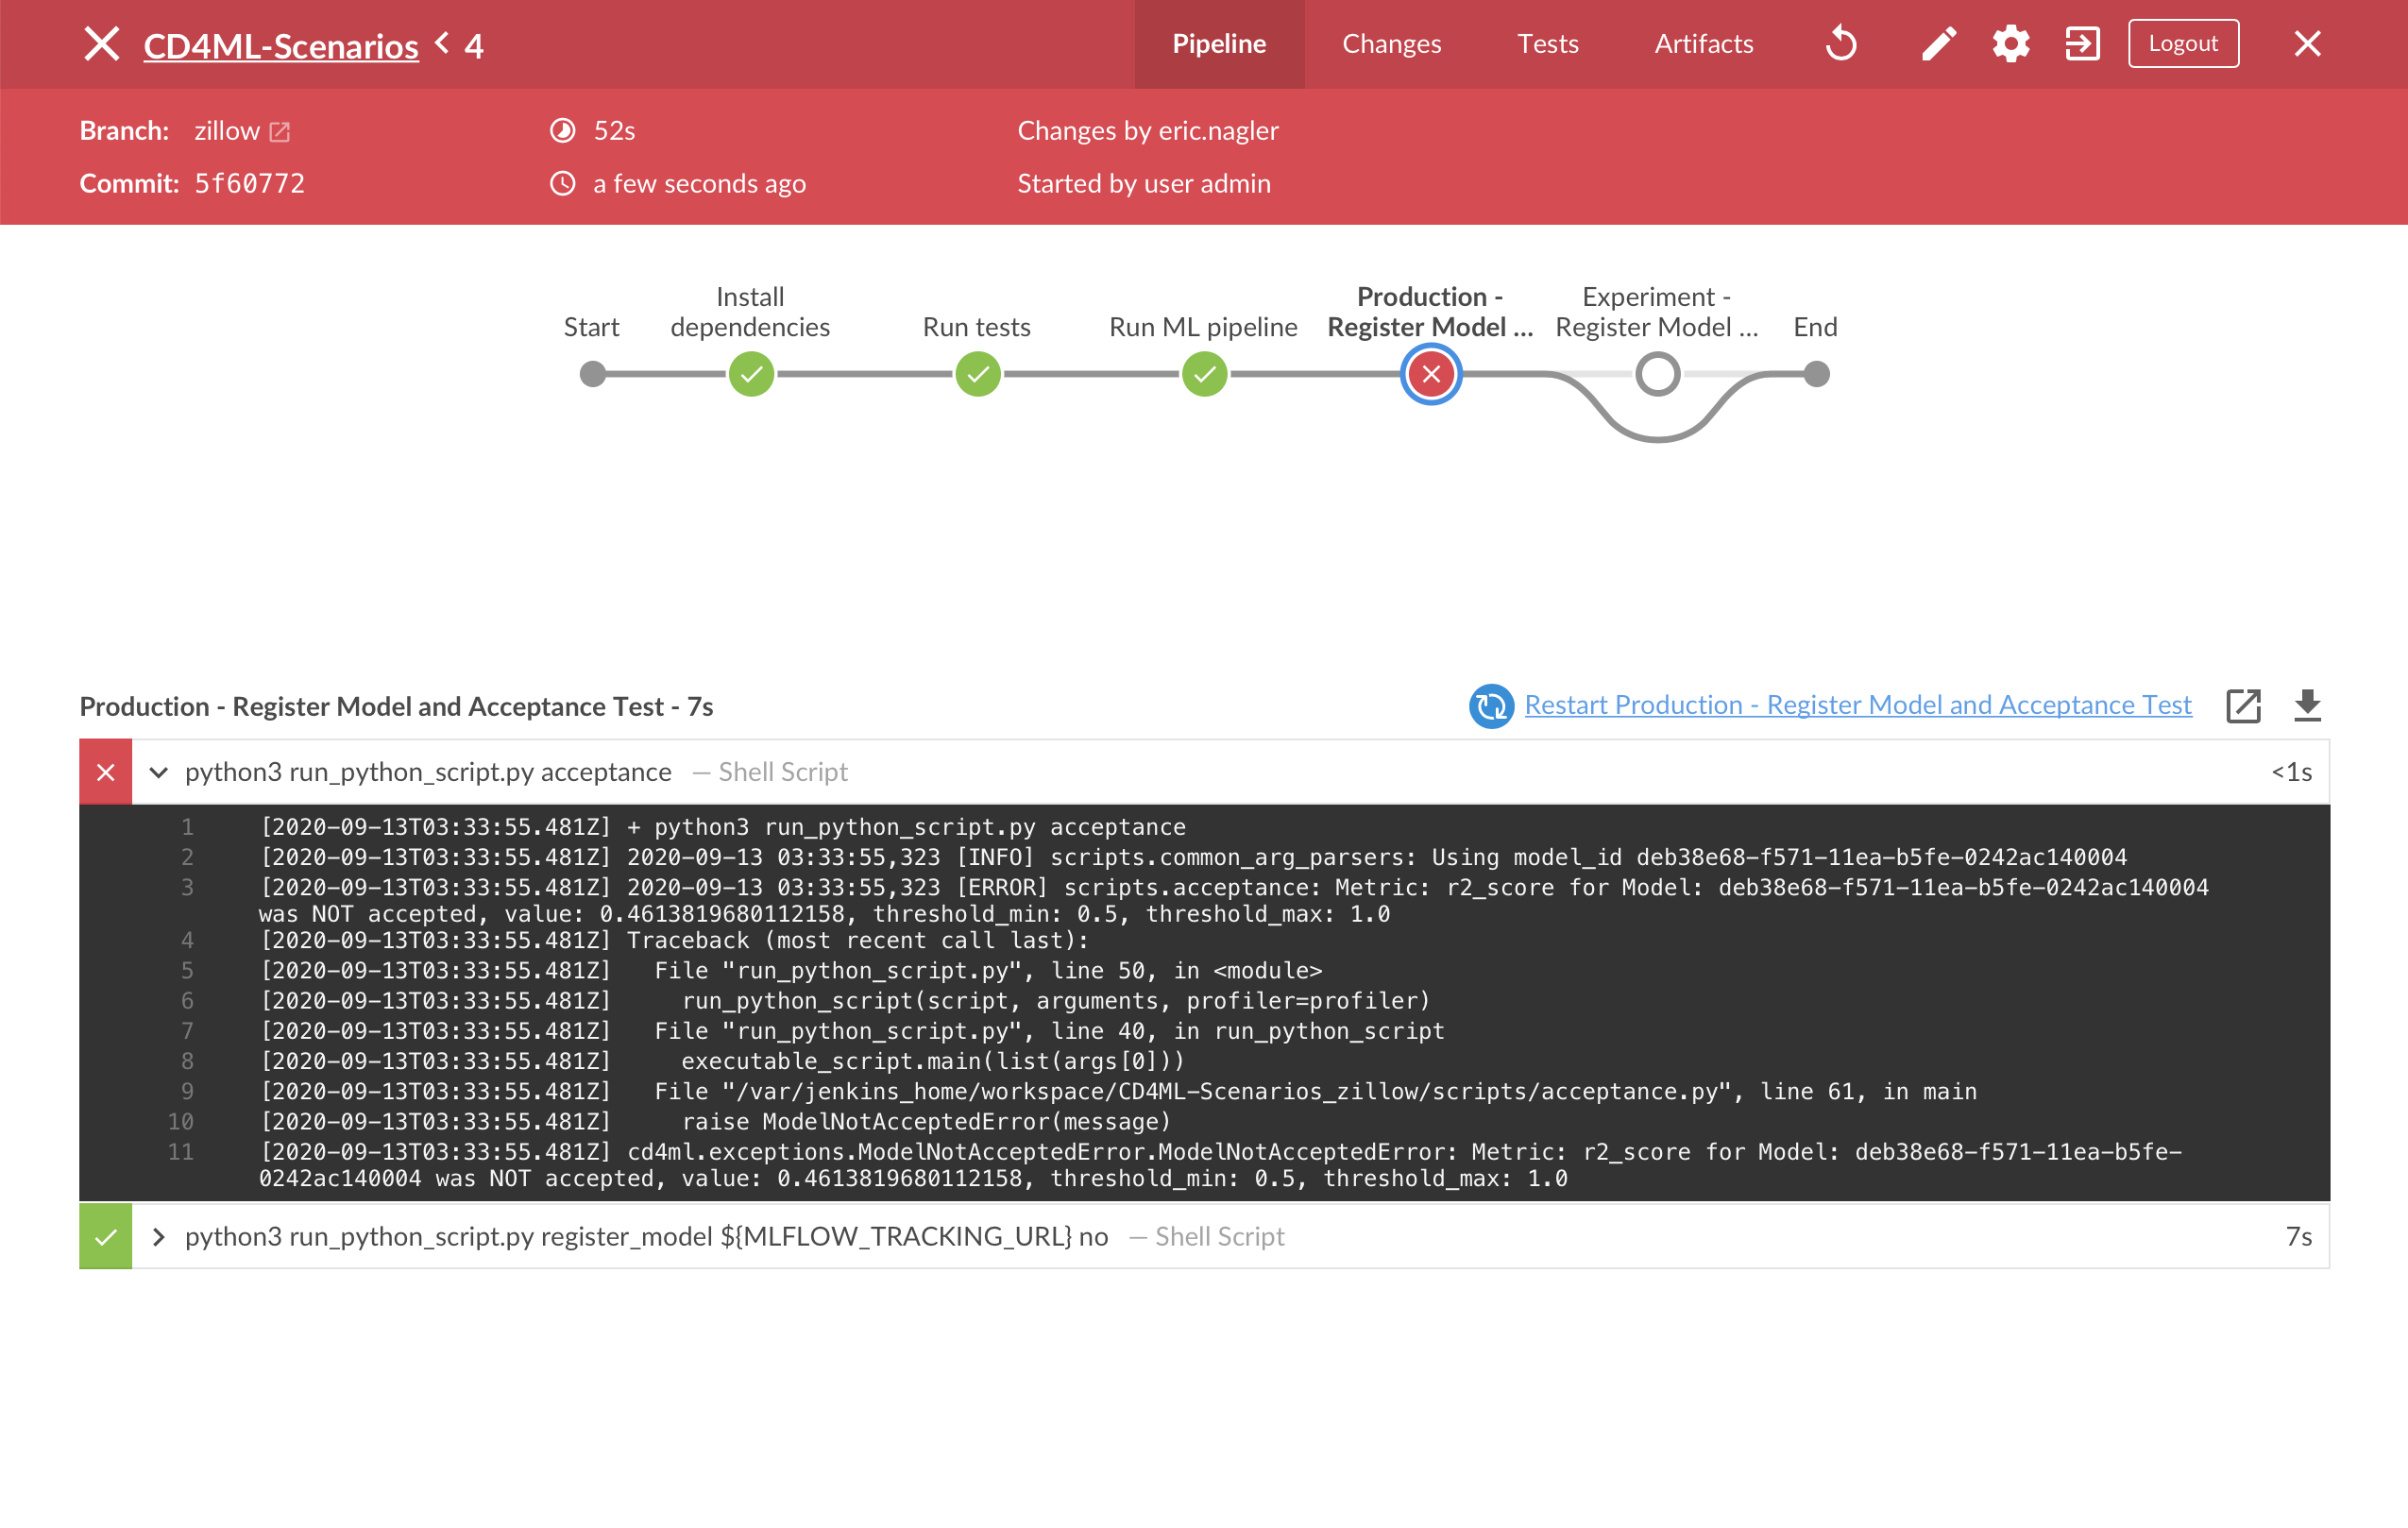 CD4ML-Scenarios < 4
Pipeline
Changes
Tests
Artifacts
Logout
Branch: zillow
52s
Changes by eric.nagler
Commit: 5f60772
a few seconds ago
Started by user admin
Start
Install
dependencies
Run tests
Run ML pipeline
Production -
Register Model ...
Experiment -
Register Model ...
End
Production - Register Model and Acceptance Test - 7s
Restart Production - Register Model and Acceptance Test
python3 run_python_script.py acceptance — Shell Script <1s
1 [2020-09-13T03:33:55.481Z] + python3 run_python_script.py acceptance
2 [2020-09-13T03:33:55.481Z] 2020-09-13 03:33:55,323 [INFO] scripts.common_arg_parsers: Using model_id deb38e68-f571-11ea-b5fe-0242ac140004
3 [2020-09-13T03:33:55.481Z] 2020-09-13 03:33:55,323 [ERROR] scripts.acceptance: Metric: r2_score for Model: deb38e68-f571-11ea-b5fe-0242ac140004
was NOT accepted, value: 0.4613819680112158, threshold_min: 0.5, threshold_max: 1.0
4 [2020-09-13T03:33:55.481Z] Traceback (most recent call last):
5 [2020-09-13T03:33:55.481Z]   File "run_python_script.py", line 50, in <module>
6 [2020-09-13T03:33:55.481Z]     run_python_script(script, arguments, profiler=profiler)
7 [2020-09-13T03:33:55.481Z]   File "run_python_script.py", line 40, in run_python_script
8 [2020-09-13T03:33:55.481Z]     executable_script.main(list(args[0]))
9 [2020-09-13T03:33:55.481Z]   File "/var/jenkins_home/workspace/CD4ML-Scenarios_zillow/scripts/acceptance.py", line 61, in main
10 [2020-09-13T03:33:55.481Z]     raise ModelNotAcceptedError(message)
11 [2020-09-13T03:33:55.481Z] cd4ml.exceptions.ModelNotAcceptedError.ModelNotAcceptedError: Metric: r2_score for Model: deb38e68-f571-11ea-b5fe-
0242ac140004 was NOT accepted, value: 0.4613819680112158, threshold_min: 0.5, threshold_max: 1.0
python3 run_python_script.py register_model ${MLFLOW_TRACKING_URL} no — Shell Script 7s